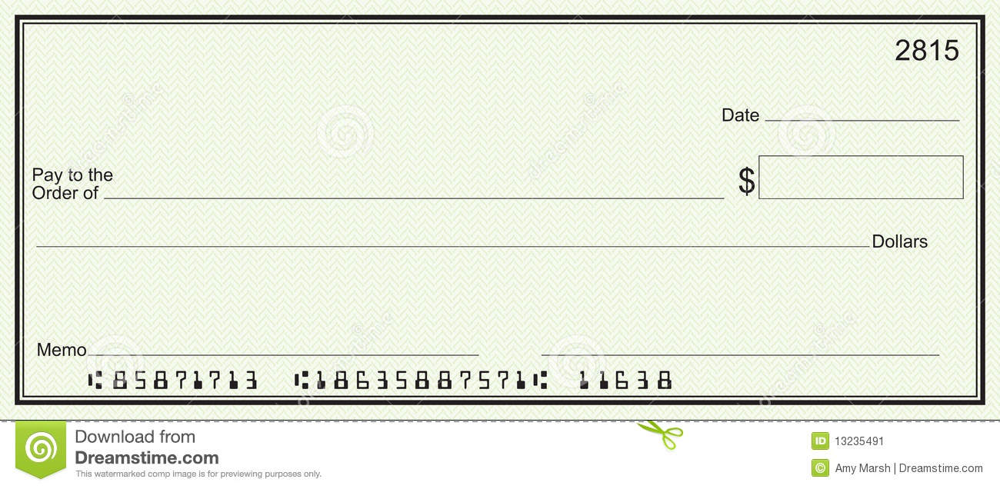 2815
Date
Pay to the
Order of
$
Dollars
Memo
⑆85871713 ⑆18635887571⑆ 11638
Download from
Dreamstime.com
This watermarked comp image is for previewing purposes only.
ID 13235491
© Amy Marsh | Dreamstime.com